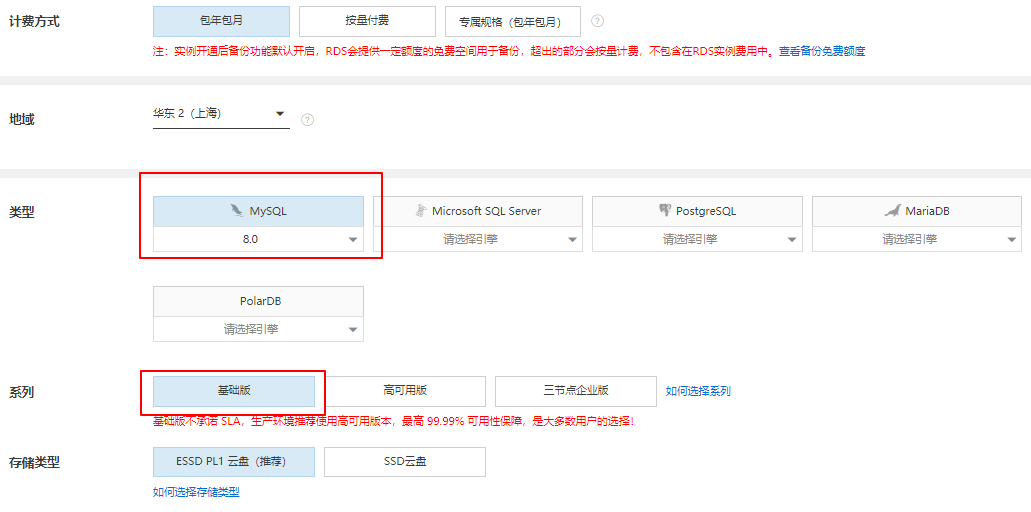 计费方式 包年包月 按量付费 专属规格（包年包月） ?
注：实例开通后备份功能默认开启，RDS会提供一定额度的免费空间用于备份，超出的部分会按量计费，不包含在RDS实例费用中。查看备份免费额度
地域 华东 2（上海） ?
类型 MySQL Microsoft SQL Server PostgreSQL MariaDB
8.0 请选择引擎 请选择引擎 请选择引擎
PolarDB
请选择引擎
系列 基础版 高可用版 三节点企业版 如何选择系列
基础版不承诺 SLA，生产环境推荐使用高可用版本，最高 99.99% 可用性保障，是大多数用户的选择！
存储类型 ESSD PL1 云盘（推荐） SSD云盘
如何选择存储类型